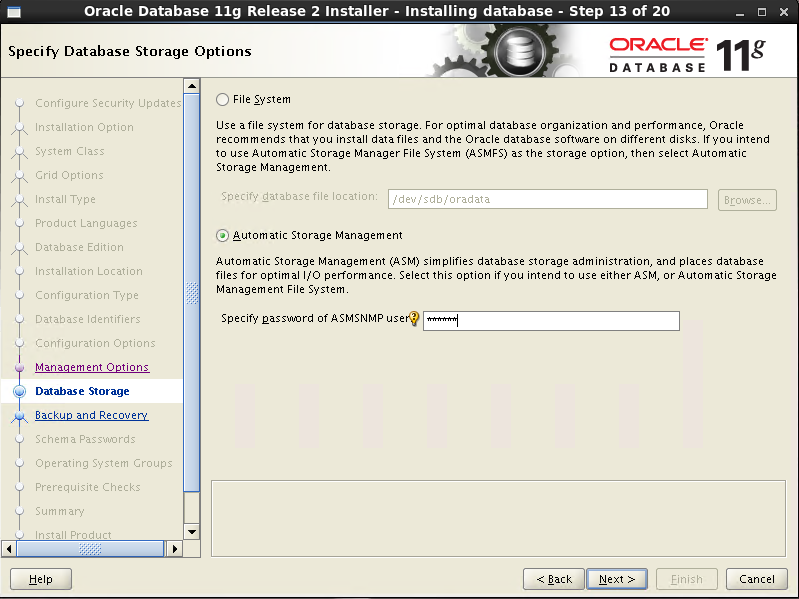 Oracle Database 11g Release 2 Installer - Installing database - Step 13 of 20
Specify Database Storage Options
ORACLE
DATABASE 11g
Configure Security Updates
Installation Option
System Class
Grid Options
Install Type
Product Languages
Database Edition
Installation Location
Configuration Type
Database Identifiers
Configuration Options
Management Options
Database Storage
Backup and Recovery
Schema Passwords
Operating System Groups
Prerequisite Checks
Summary
Install Product
File System
Use a file system for database storage. For optimal database organization and performance, Oracle
recommends that you install data files and the Oracle database software on different disks. If you intend
to use Automatic Storage Manager File System (ASMFS) as the storage option, then select Automatic
Storage Management.
Specify database file location: /dev/sdb/oradata Browse...
Automatic Storage Management
Automatic Storage Management (ASM) simplifies database storage administration, and places database
files for optimal I/O performance. Select this option if you intend to use either ASM, or Automatic Storage
Management File System.
Specify password of ASMSNMP user ******
Help < Back Next > Finish Cancel